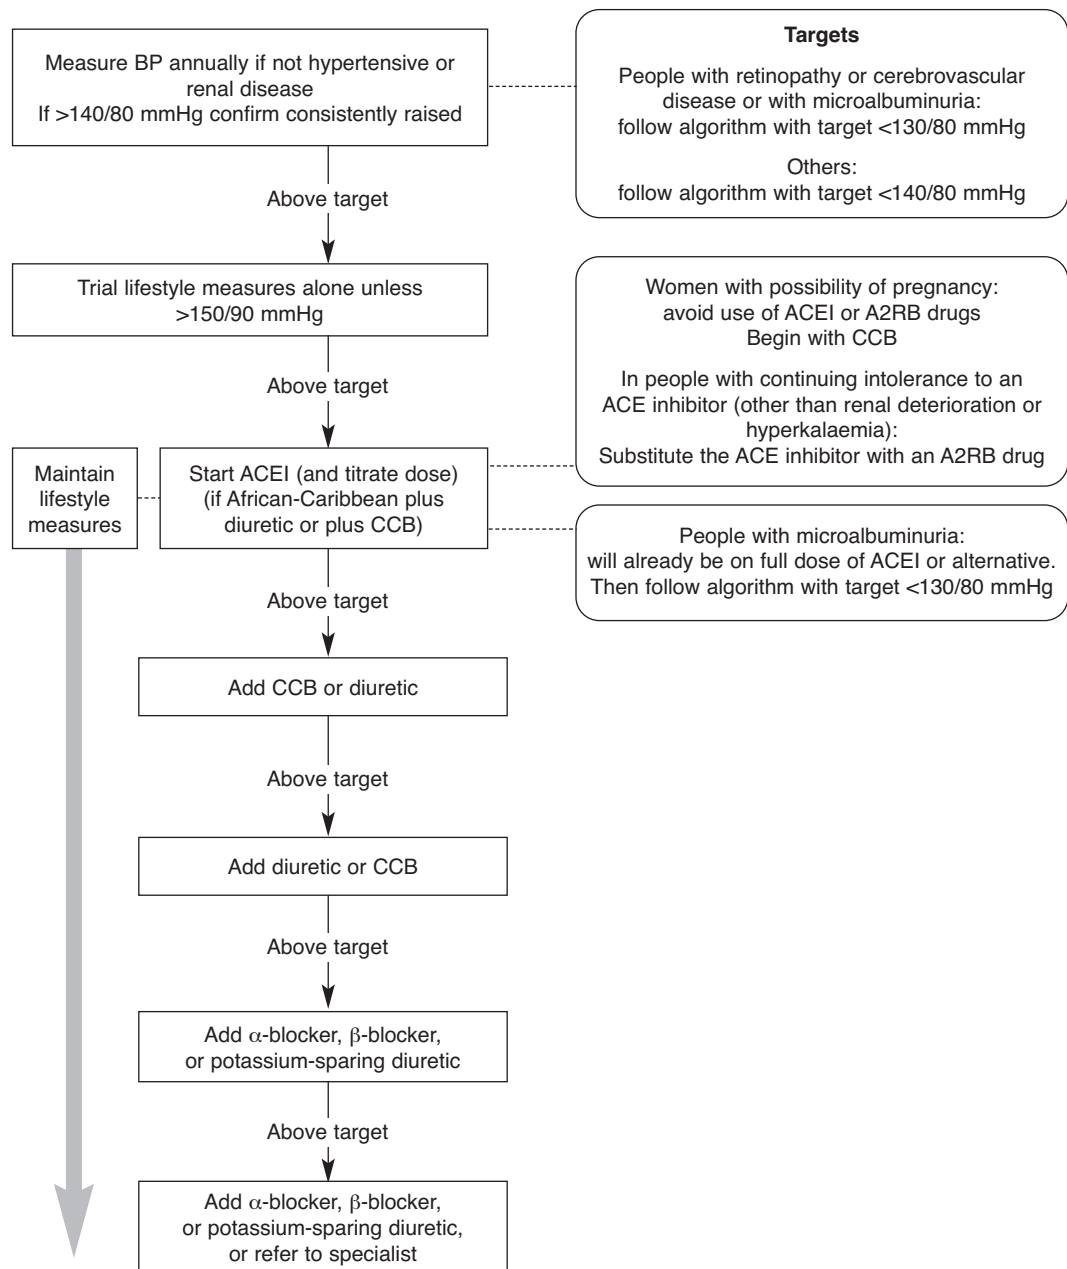 Measure BP annually if not hypertensive or
renal disease
If >140/80 mmHg confirm consistently raised
Targets
People with retinopathy or cerebrovascular
disease or with microalbuminuria:
follow algorithm with target <130/80 mmHg
Others:
follow algorithm with target <140/80 mmHg
Above target
Trial lifestyle measures alone unless
>150/90 mmHg
Women with possibility of pregnancy:
avoid use of ACEI or A2RB drugs
Begin with CCB
In people with continuing intolerance to an
ACE inhibitor (other than renal deterioration or
hyperkalaemia):
Substitute the ACE inhibitor with an A2RB drug
Above target
Maintain
lifestyle
measures
Start ACEI (and titrate dose)
(if African-Caribbean plus
diuretic or plus CCB)
People with microalbuminuria:
will already be on full dose of ACEI or alternative.
Then follow algorithm with target <130/80 mmHg
Above target
Add CCB or diuretic
Above target
Add diuretic or CCB
Above target
Add α-blocker, β-blocker,
or potassium-sparing diuretic
Above target
Add α-blocker, β-blocker,
or potassium-sparing diuretic,
or refer to specialist